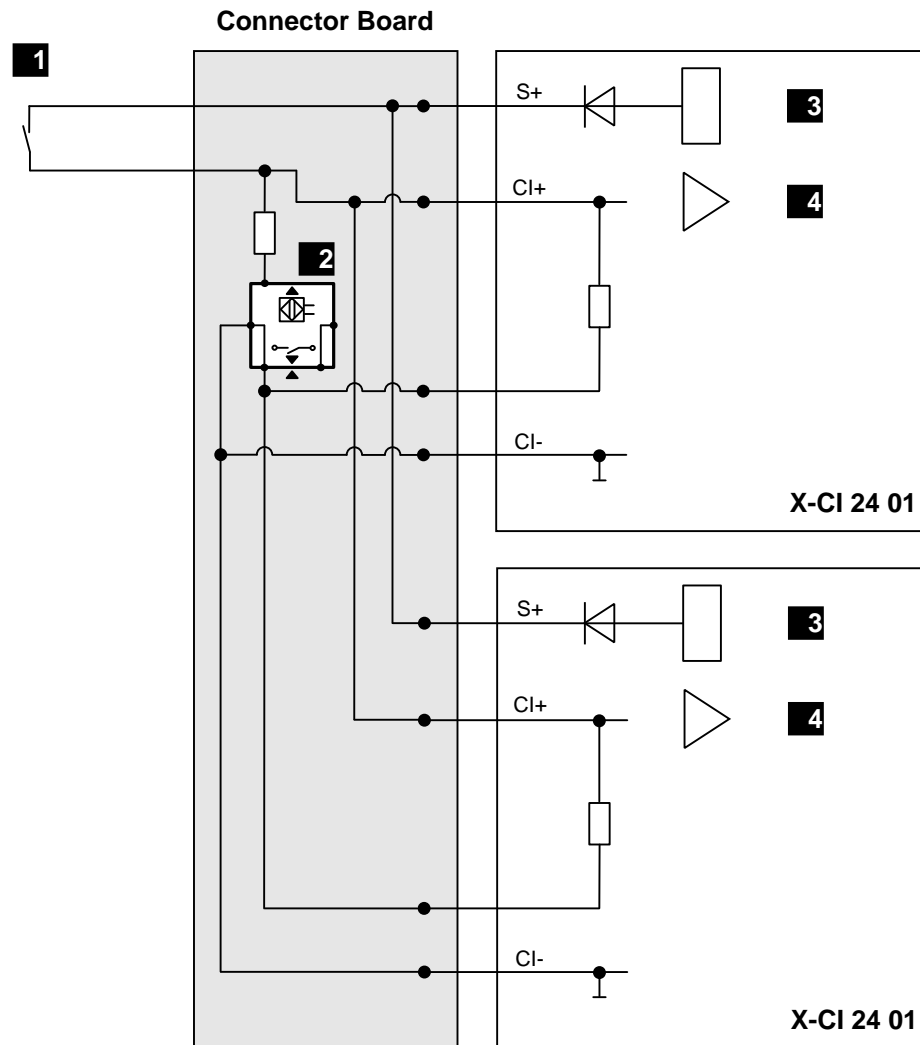 Connector Board
1
S+
3
CI+
4
2
CI-
X-CI 24 01
S+
3
CI+
4
CI-
X-CI 24 01